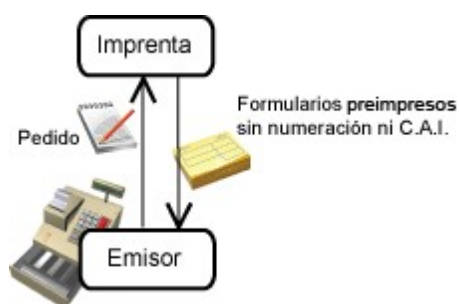 Imprenta
Formularios preimpresos
sin numeración ni C.A.I.
Pedido
Emisor